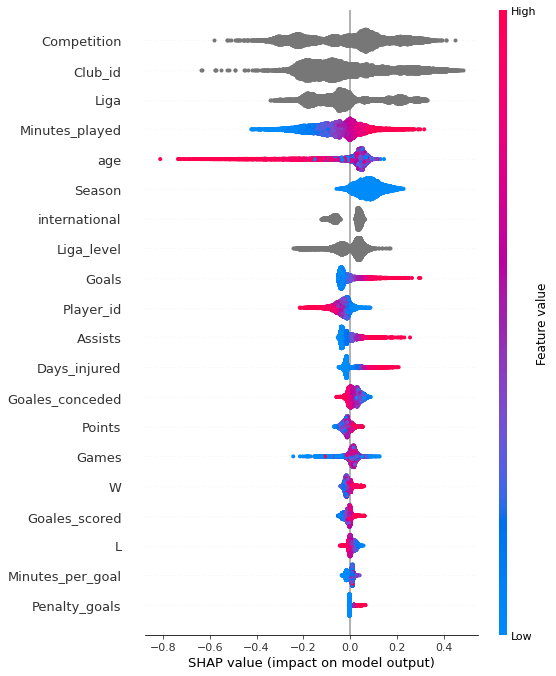 High
Competition
Club_id
Liga
Minutes_played
age
Season
international
Liga_level
Goals
Player_id
Assists
Days_injured
Goales_conceded
Points
Games
W
Goales_scored
L
Minutes_per_goal
Penalty_goals
Feature value
Low
−0.8 −0.6 −0.4 −0.2 0.0 0.2 0.4
SHAP value (impact on model output)